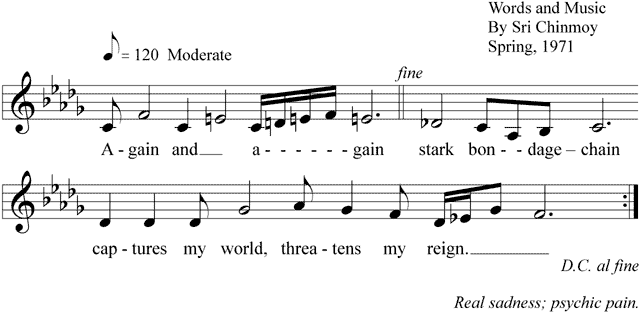 Words and Music
By Sri Chinmoy
Spring, 1971
= 120 Moderate
fine
A - gain and a - - - - - - gain stark bon - - dage – chain
cap - tures my world, threa - tens my reign.
D.C. al fine
Real sadness; psychic pain.